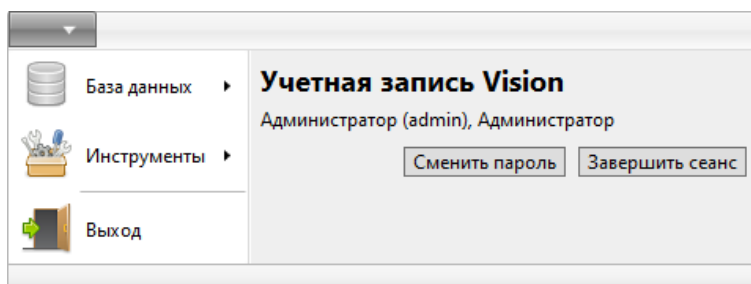 База данных
Инструменты
Выход
Учетная запись Vision
Администратор (admin), Администратор
Сменить пароль
Завершить сеанс